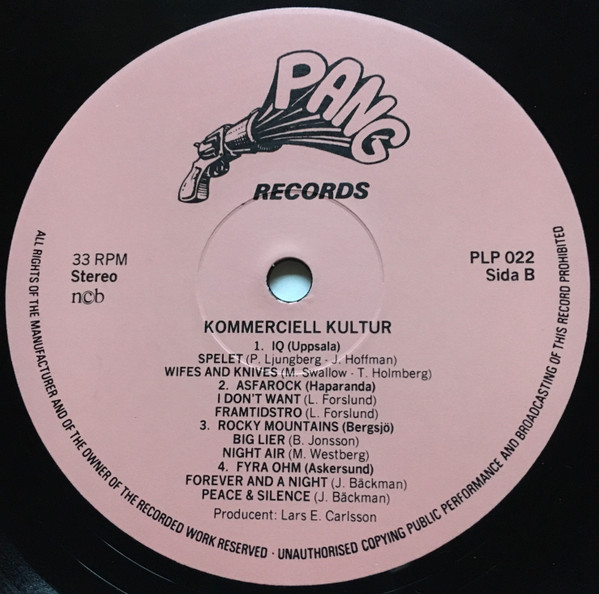 PANG
RECORDS
33 RPM
Stereo
ncb
PLP 022
Sida B
KOMMERCIELL KULTUR
1. IQ (Uppsala)
SPELET (P. Ljungberg - J. Hoffman)
WIFES AND KNIVES (M. Swallow - T. Holmberg)
2. ASFAROCK (Haparanda)
I DON'T WANT (L. Forslund)
FRAMTIDSTRO (L. Forslund)
3. ROCKY MOUNTAINS (Bergsjö)
BIG LIER (B. Jonsson)
NIGHT AIR (M. Westberg)
4. FYRA OHM (Askersund)
FOREVER AND A NIGHT (J. Bäckman)
PEACE & SILENCE (J. Bäckman)
Producent: Lars E. Carlsson
ALL RIGHTS OF THE MANUFACTURER AND OF THE OWNER OF THE RECORDED WORK RESERVED · UNAUTHORISED COPYING PUBLIC PERFORMANCE AND BROADCASTING OF THIS RECORD PROHIBITED